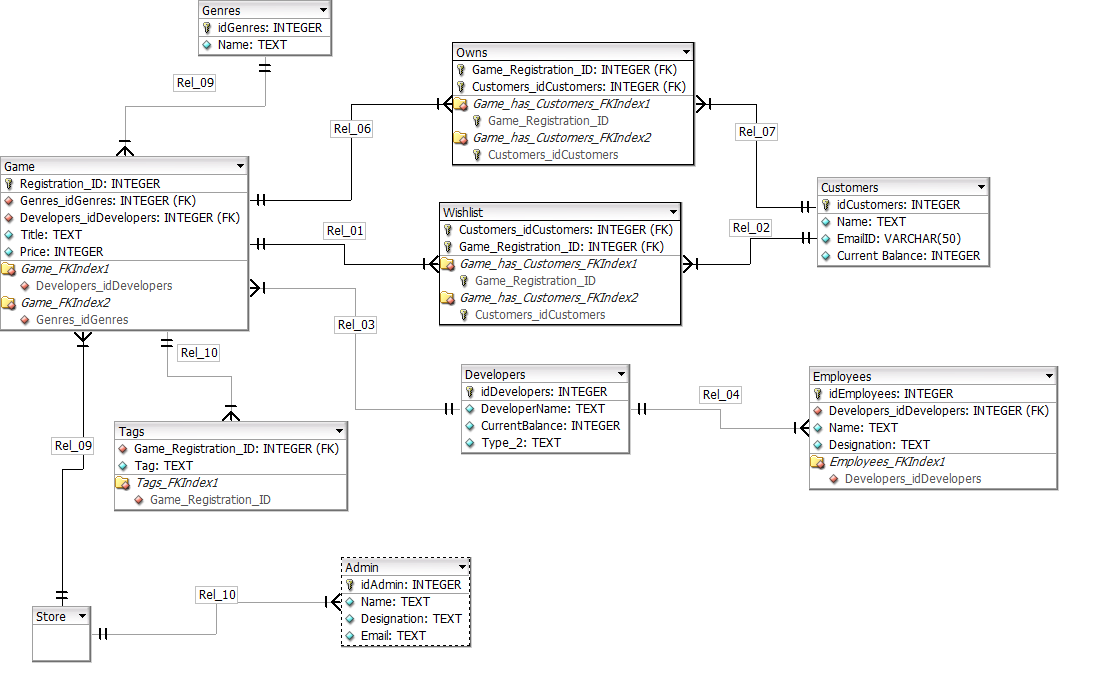 Genres
idGenres: INTEGER
Name: TEXT
Rel_09
Owns
Game_Registration_ID: INTEGER (FK)
Customers_idCustomers: INTEGER (FK)
Game_has_Customers_FKIndex1
Game_Registration_ID
Game_has_Customers_FKIndex2
Customers_idCustomers
Rel_06
Rel_07
Game
Registration_ID: INTEGER
Genres_idGenres: INTEGER (FK)
Developers_idDevelopers: INTEGER (FK)
Title: TEXT
Price: INTEGER
Game_FKIndex1
Developers_idDevelopers
Game_FKIndex2
Genres_idGenres
Customers
idCustomers: INTEGER
Name: TEXT
EmailID: VARCHAR(50)
Current Balance: INTEGER
Rel_01
Wishlist
Customers_idCustomers: INTEGER (FK)
Game_Registration_ID: INTEGER (FK)
Game_has_Customers_FKIndex1
Game_Registration_ID
Game_has_Customers_FKIndex2
Customers_idCustomers
Rel_02
Rel_03
Rel_10
Developers
idDevelopers: INTEGER
DeveloperName: TEXT
CurrentBalance: INTEGER
Type_2: TEXT
Rel_04
Employees
idEmployees: INTEGER
Developers_idDevelopers: INTEGER (FK)
Name: TEXT
Designation: TEXT
Employees_FKIndex1
Developers_idDevelopers
Tags
Game_Registration_ID: INTEGER (FK)
Tag: TEXT
Tags_FKIndex1
Game_Registration_ID
Rel_09
Admin
idAdmin: INTEGER
Name: TEXT
Designation: TEXT
Email: TEXT
Rel_10
Store